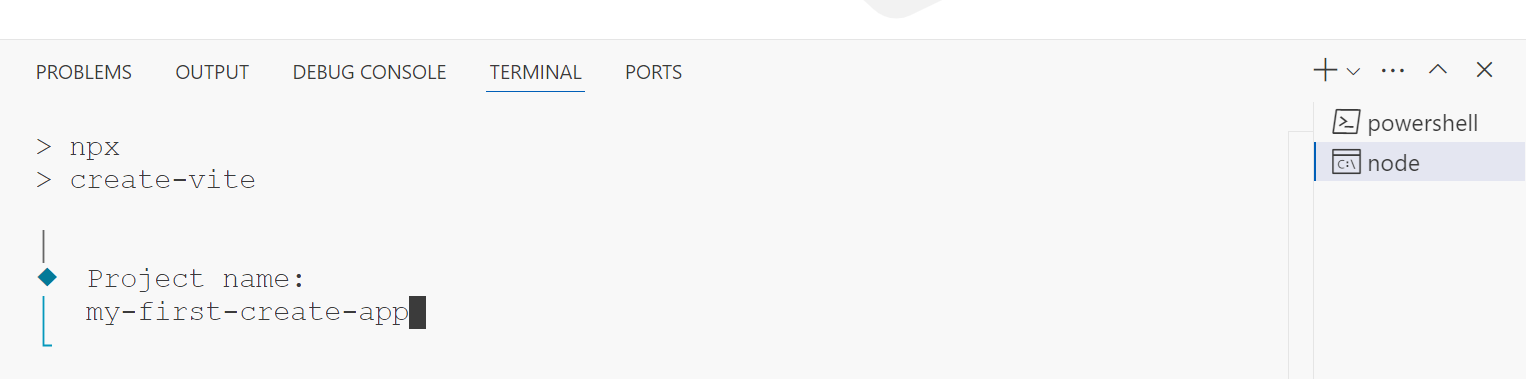 PROBLEMS OUTPUT DEBUG CONSOLE TERMINAL PORTS
> npx
> create-vite
Project name:
my-first-create-app
powershell
node